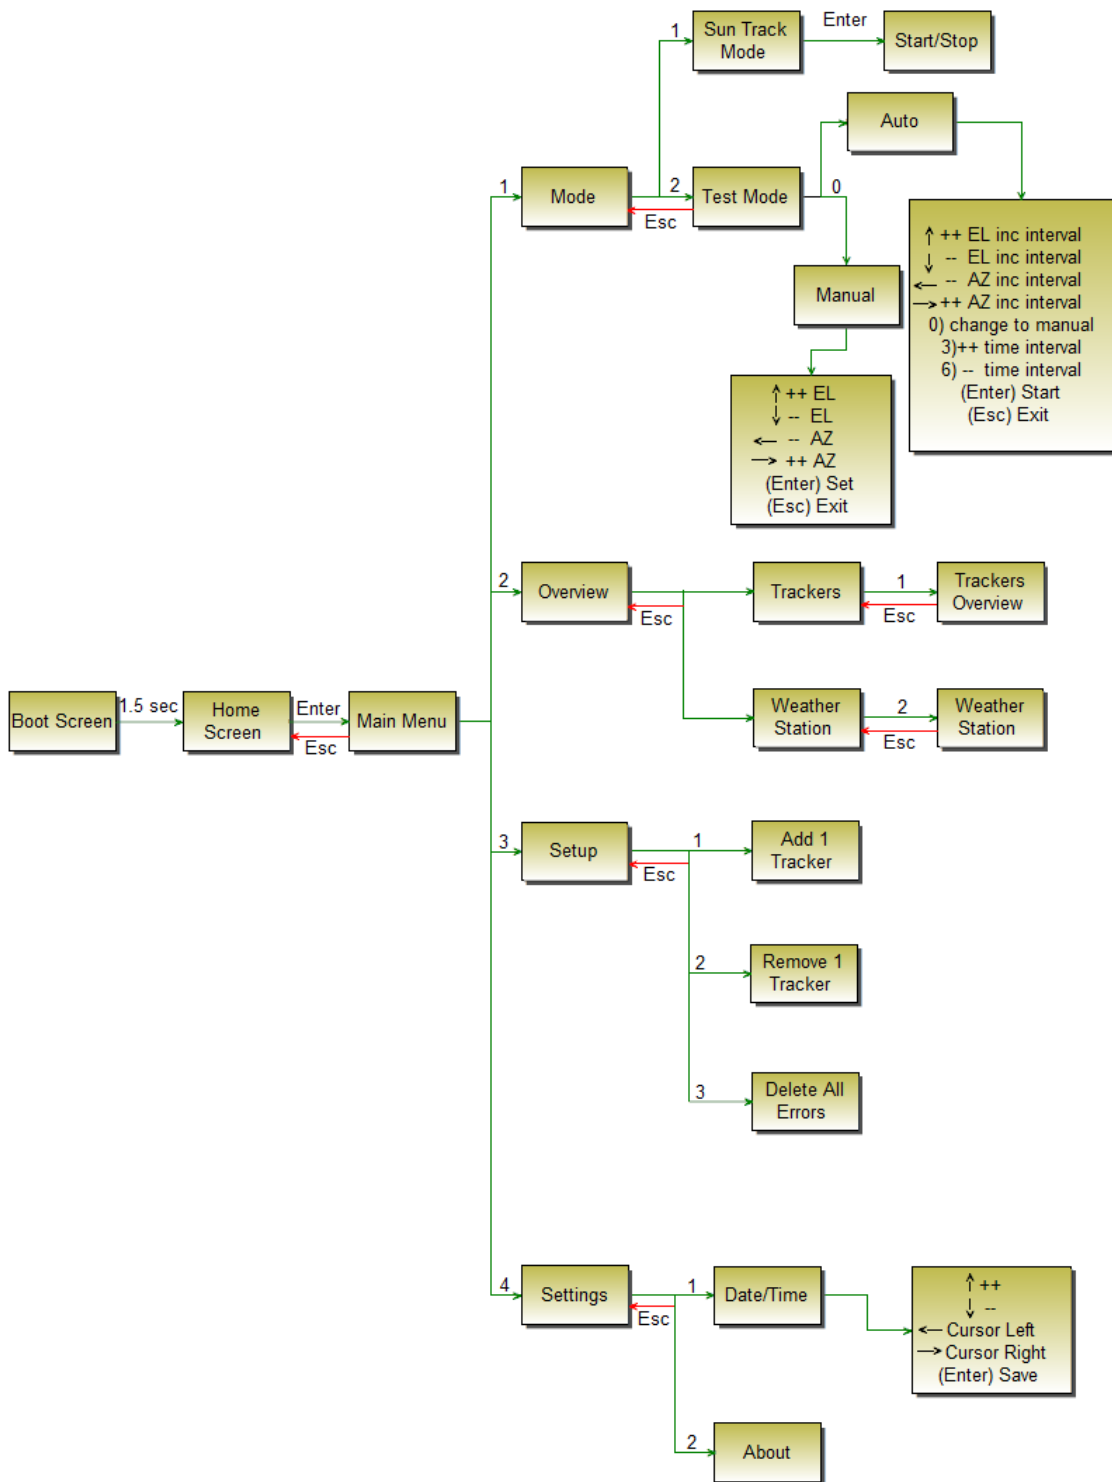 1
Sun Track
Mode
Enter
Start/Stop
Auto
1
Mode
2
Esc
Test Mode
0
Manual
↑ ++ EL inc interval
↓ -- EL inc interval
← -- AZ inc interval
→ ++ AZ inc interval
0) change to manual
3)++ time interval
6) -- time interval
(Enter) Start
(Esc) Exit
↑ ++ EL
↓ -- EL
← -- AZ
→ ++ AZ
(Enter) Set
(Esc) Exit
2
Overview
Esc
Trackers
1
Esc
Trackers
Overview
Boot Screen
1.5 sec
Home
Screen
Enter
Esc
Main Menu
Weather
Station
2
Esc
Weather
Station
3
Setup
Esc
1
Add 1
Tracker
2
Remove 1
Tracker
3
Delete All
Errors
4
Settings
Esc
1
Date/Time
↑ ++
↓ --
← Cursor Left
→ Cursor Right
(Enter) Save
2
About